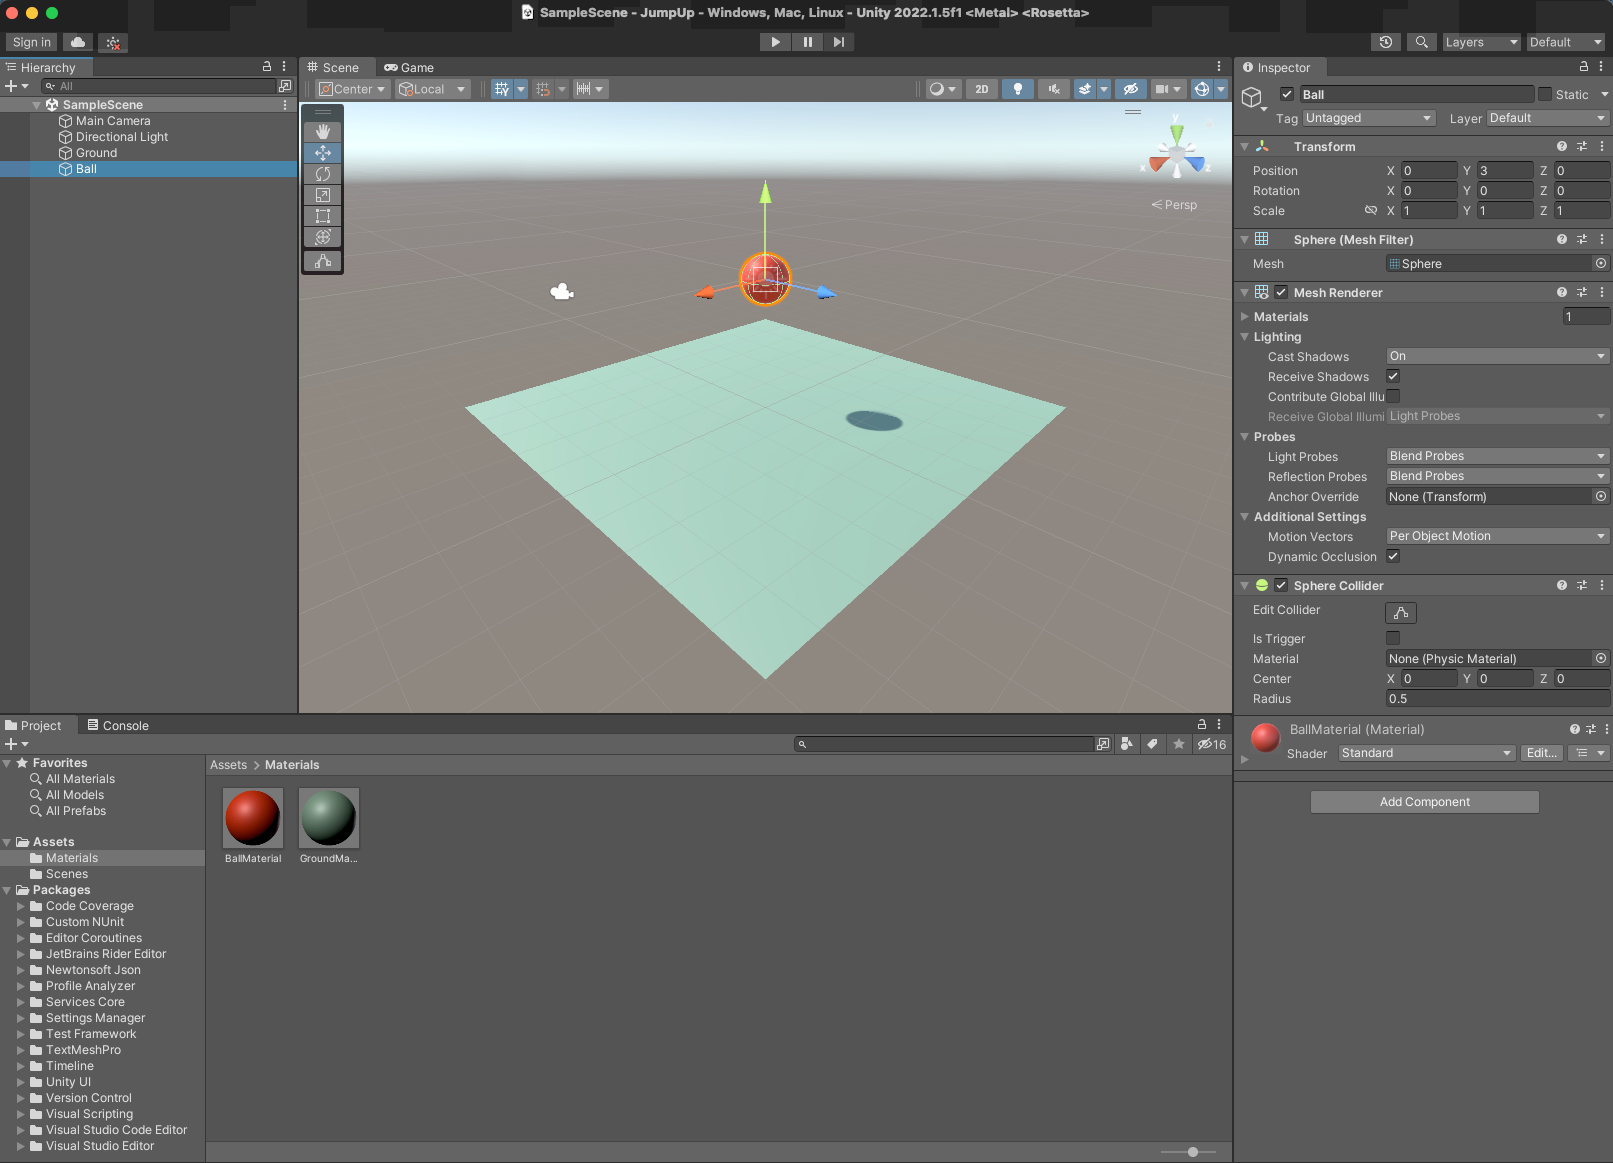 SampleScene - JumpUp - Windows, Mac, Linux - Unity 2022.1.5f1 <Metal> <Rosetta>
Sign in
Layers
Default
Hierarchy
All
SampleScene
Main Camera
Directional Light
Ground
Ball
Scene
Game
Center
Local
2D
y
x
z
Persp
Inspector
Ball
Static
Tag Untagged
Layer Default
Transform
Position X 0 Y 3 Z 0
Rotation X 0 Y 0 Z 0
Scale X 1 Y 1 Z 1
Sphere (Mesh Filter)
Mesh Sphere
Mesh Renderer
Materials 1
Lighting
Cast Shadows On
Receive Shadows
Contribute Global Illu
Receive Global Illumi Light Probes
Probes
Light Probes Blend Probes
Reflection Probes Blend Probes
Anchor Override None (Transform)
Additional Settings
Motion Vectors Per Object Motion
Dynamic Occlusion
Sphere Collider
Edit Collider
Is Trigger
Material None (Physic Material)
Center X 0 Y 0 Z 0
Radius 0.5
BallMaterial (Material)
Shader Standard Edit...
Add Component
Project
Console
16
Favorites
All Materials
All Models
All Prefabs
Assets
Materials
Scenes
Packages
Code Coverage
Custom NUnit
Editor Coroutines
JetBrains Rider Editor
Newtonsoft Json
Profile Analyzer
Services Core
Settings Manager
Test Framework
TextMeshPro
Timeline
Unity UI
Version Control
Visual Scripting
Visual Studio Code Editor
Visual Studio Editor
Assets > Materials
BallMaterial
GroundMa...